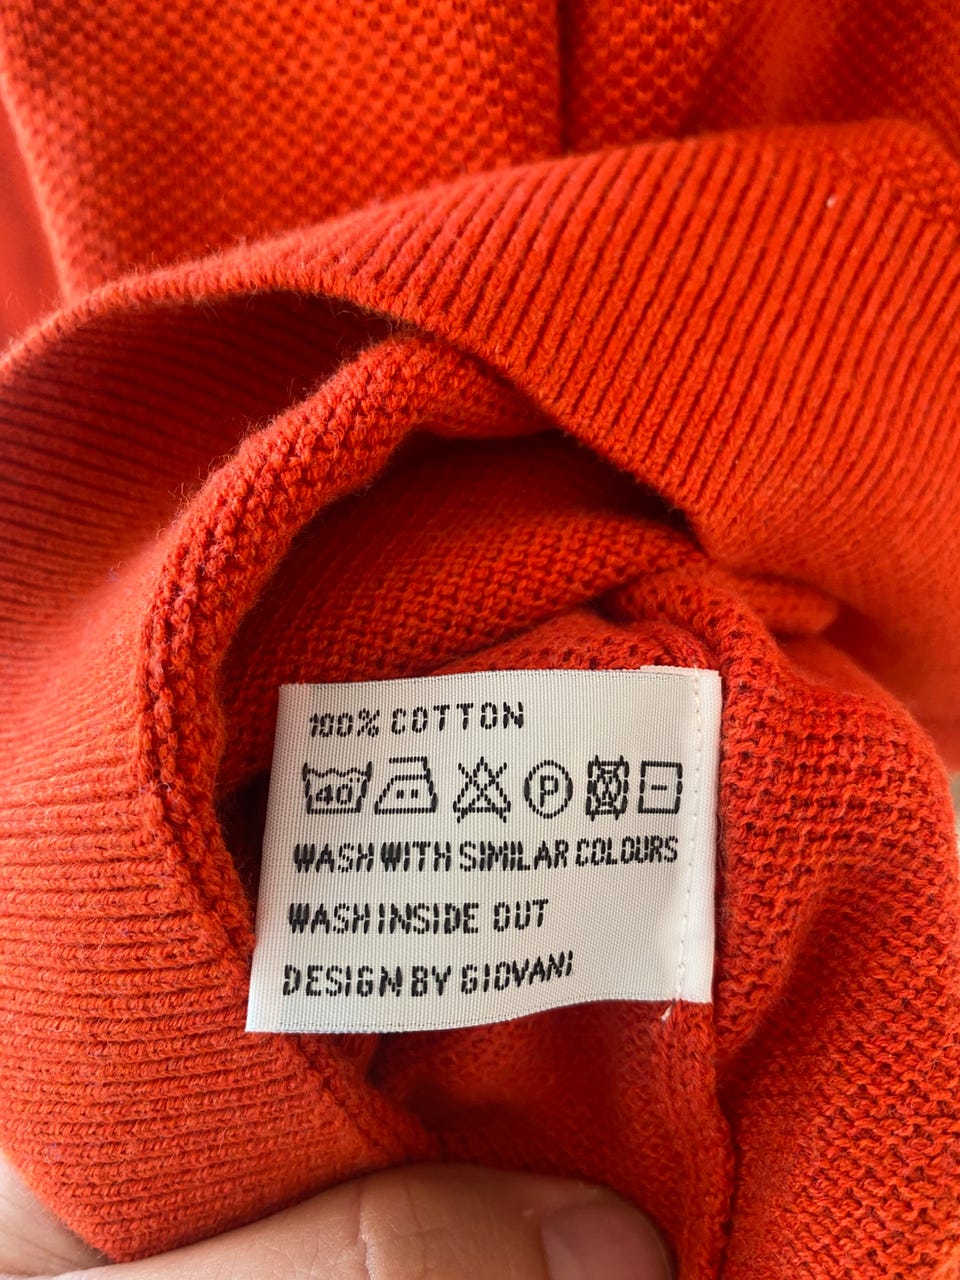 100% COTTON
40 P
WASH WITH SIMILAR COLOURS
WASH INSIDE OUT
DESIGN BY GIOVANI